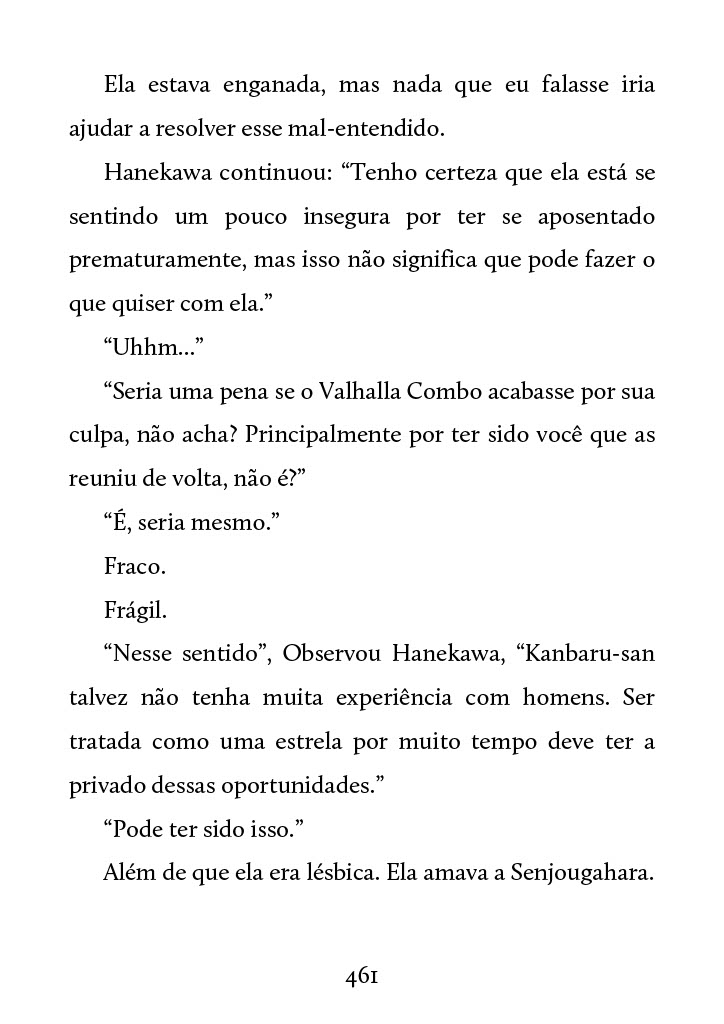 Ela estava enganada, mas nada que eu falasse iria
ajudar a resolver esse mal-entendido.
Hanekawa continuou: “Tenho certeza que ela está se
sentindo um pouco insegura por ter se aposentado
prematuramente, mas isso não significa que pode fazer o
que quiser com ela.”
“Uhhm...”
“Seria uma pena se o Valhalla Combo acabasse por sua
culpa, não acha? Principalmente por ter sido você que as
reuniu de volta, não é?”
“É, seria mesmo.”
Fraco.
Frágil.
“Nesse sentido”, Observou Hanekawa, “Kanbaru-san
talvez não tenha muita experiência com homens. Ser
tratada como uma estrela por muito tempo deve ter a
privado dessas oportunidades.”
“Pode ter sido isso.”
Além de que ela era lésbica. Ela amava a Senjougahara.
461